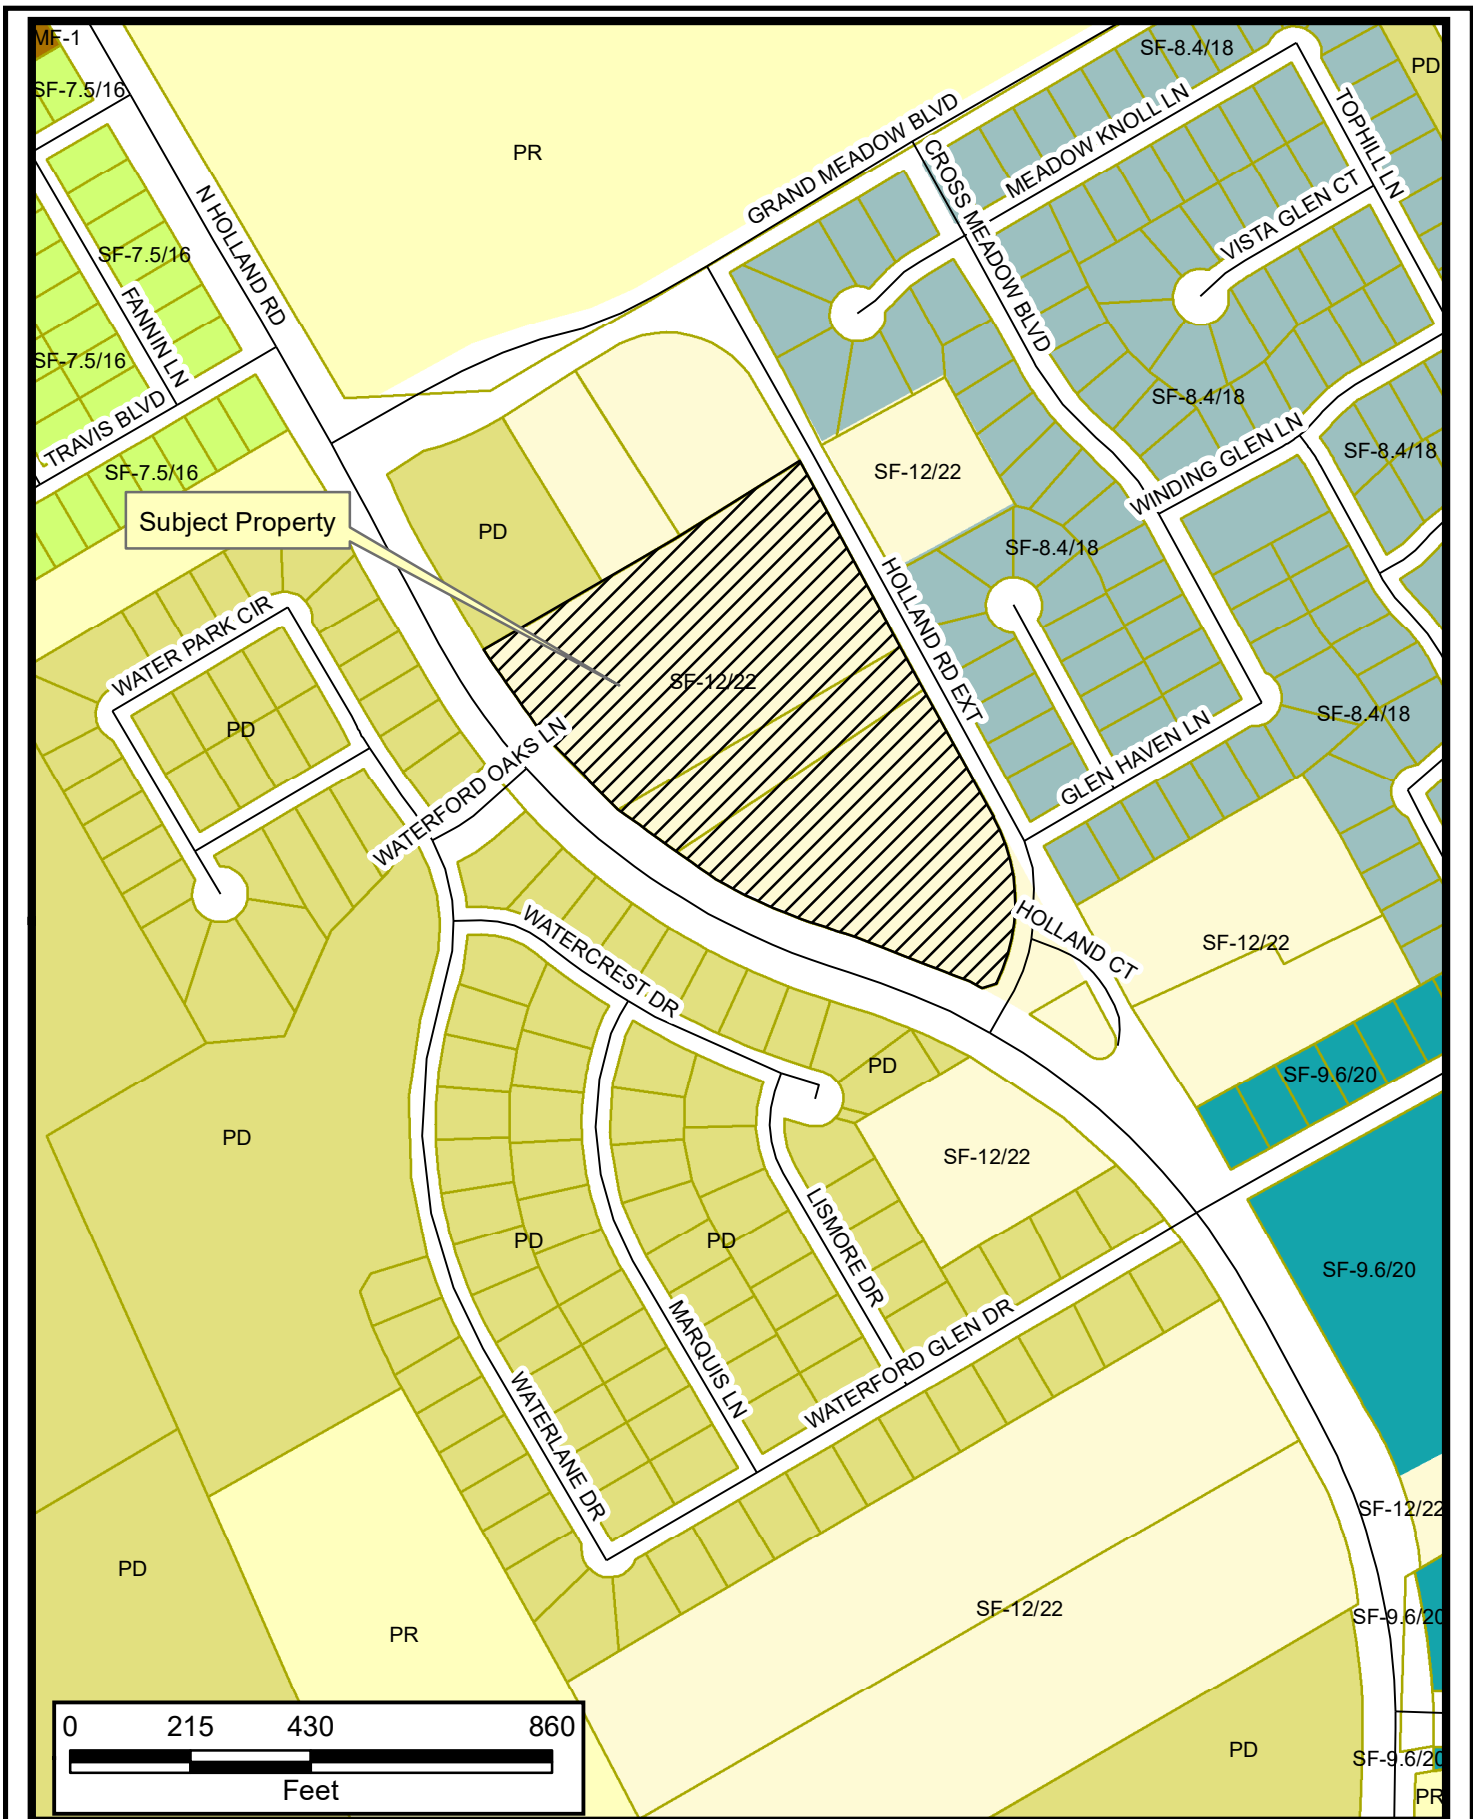 MF-1
SF-8.4/18
PD
SF-7.5/16
MEADOW KNOLL LN
TOPHILL LN
GRAND MEADOW BLVD
PR
CROSS MEADOW BLVD
VISTA GLEN CT
N HOLLAND RD
SF-7.5/16
FANNIN LN
SF-7.5/16
SF-8.4/18
TRAVIS BLVD
SF-7.5/16
SF-12/22
WINDING GLEN LN
SF-8.4/18
Subject Property
PD
SF-8.4/18
HOLLAND RD EXT
WATER PARK CIR
SF-12/22
PD
SF-8.4/18
WATERFORD OAKS LN
GLEN HAVEN LN
WATERCREST DR
HOLLAND CT
SF-12/22
PD
SF-9.6/20
PD
SF-12/22
LISMORE DR
PD
PD
SF-9.6/20
MARQUIS LN
WATERFORD GLEN DR
WATERLANE DR
SF-12/22
PD
SF-12/22
SF-9.6/20
PR
0 215 430 860
Feet
PD
SF-9.6/20
PR